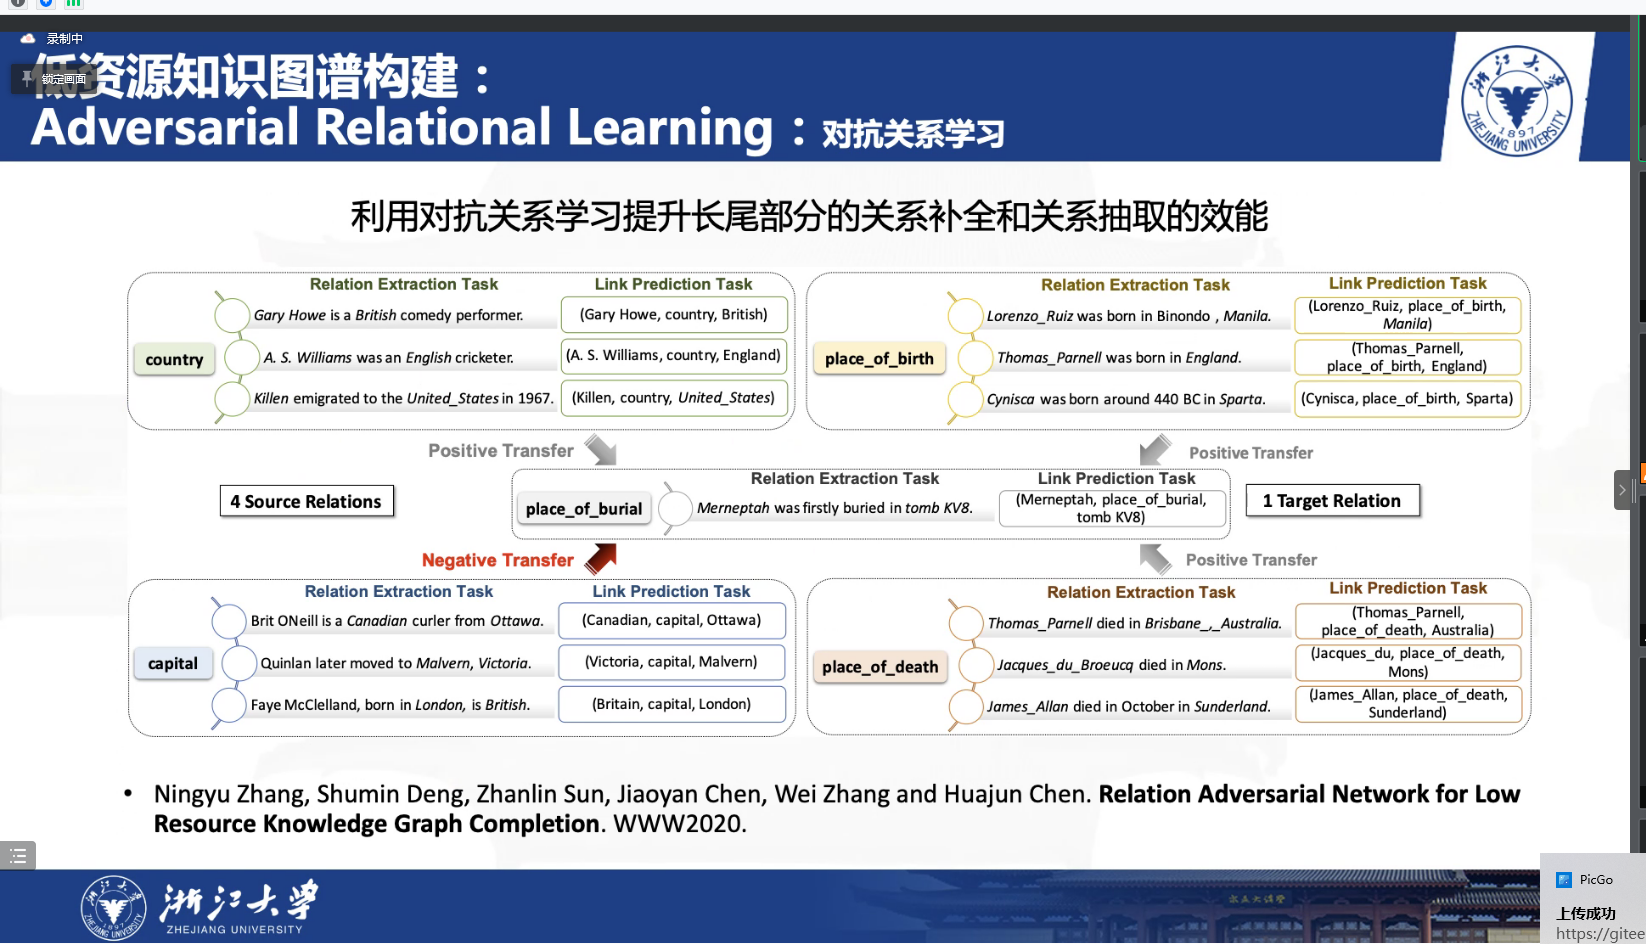 录制中
锁定画面
低资源知识图谱构建：
Adversarial Relational Learning：对抗关系学习
浙江大学
1897
ZHEJIANG UNIVERSITY
利用对抗关系学习提升长尾部分的关系补全和关系抽取的效能
Relation Extraction Task
Link Prediction Task
country
Gary Howe is a British comedy performer.
(Gary Howe, country, British)
A. S. Williams was an English cricketer.
(A. S. Williams, country, England)
Killen emigrated to the United_States in 1967.
(Killen, country, United_States)
Relation Extraction Task
Link Prediction Task
place_of_birth
Lorenzo_Ruiz was born in Binondo , Manila.
(Lorenzo_Ruiz, place_of_birth,
Manila)
Thomas_Parnell was born in England.
(Thomas_Parnell,
place_of_birth, England)
Cynisca was born around 440 BC in Sparta.
(Cynisca, place_of_birth, Sparta)
Positive Transfer
Positive Transfer
4 Source Relations
Relation Extraction Task
Link Prediction Task
place_of_burial
Merneptah was firstly buried in tomb KV8.
(Merneptah, place_of_burial,
tomb KV8)
1 Target Relation
Negative Transfer
Positive Transfer
Relation Extraction Task
Link Prediction Task
capital
Brit ONeill is a Canadian curler from Ottawa.
(Canadian, capital, Ottawa)
Quinlan later moved to Malvern, Victoria.
(Victoria, capital, Malvern)
Faye McClelland, born in London, is British.
(Britain, capital, London)
Relation Extraction Task
Link Prediction Task
place_of_death
Thomas_Parnell died in Brisbane_,_Australia.
(Thomas_Parnell,
place_of_death, Australia)
Jacques_du_Broeucq died in Mons.
(Jacques_du, place_of_death,
Mons)
James_Allan died in October in Sunderland.
(James_Allan, place_of_death,
Sunderland)
• Ningyu Zhang, Shumin Deng, Zhanlin Sun, Jiaoyan Chen, Wei Zhang and Huajun Chen. Relation Adversarial Network for Low
Resource Knowledge Graph Completion. WWW2020.
浙江大学
ZHEJIANG UNIVERSITY
PicGo
上传成功
https://gitee